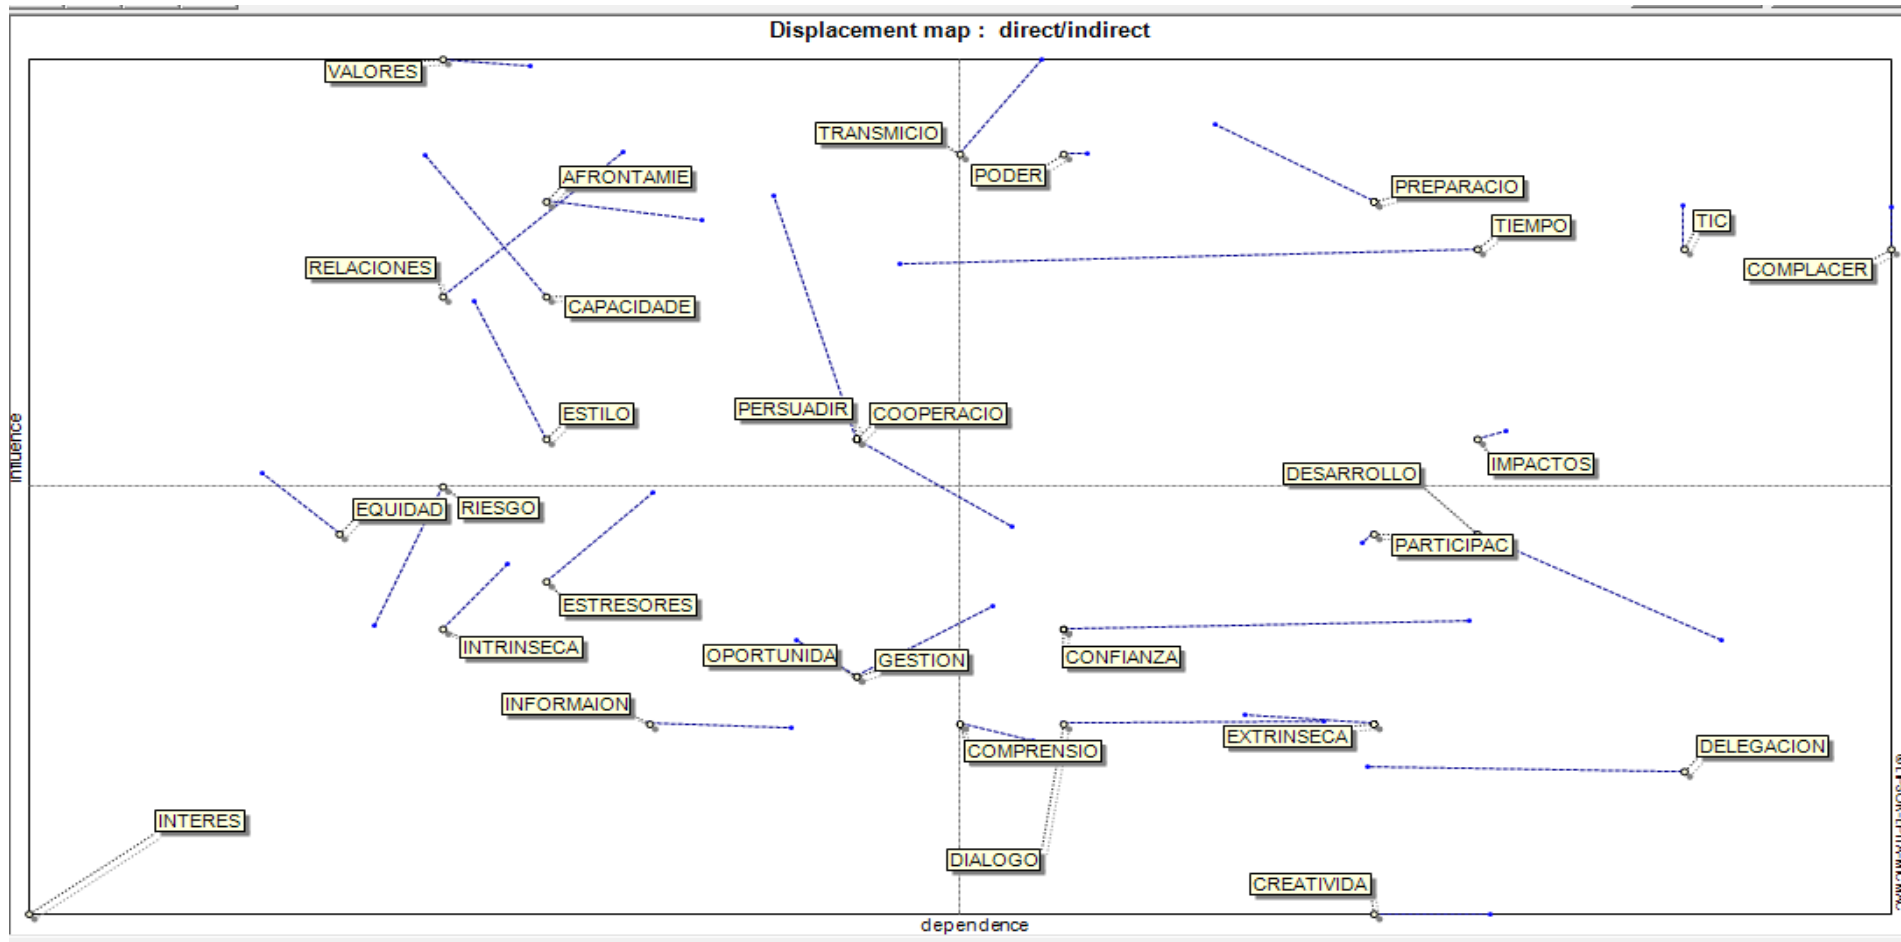 Displacement map : direct/indirect
VALORES
TRANSMICIO
PODER
AFRONTAMIE
PREPARACIO
TIEMPO
TIC
RELACIONES
COMPLACER
CAPACIDADE
ESTILO
PERSUADIR
COOPERACIO
influence
IMPACTOS
DESARROLLO
EQUIDAD
RIESGO
PARTICIPAC
ESTRESORES
INTRINSECA
OPORTUNIDA
GESTION
CONFIANZA
INFORMAION
EXTRINSECA
COMPRENSIO
DELEGACION
INTERES
DIALOGO
CREATIVIDA
dependence